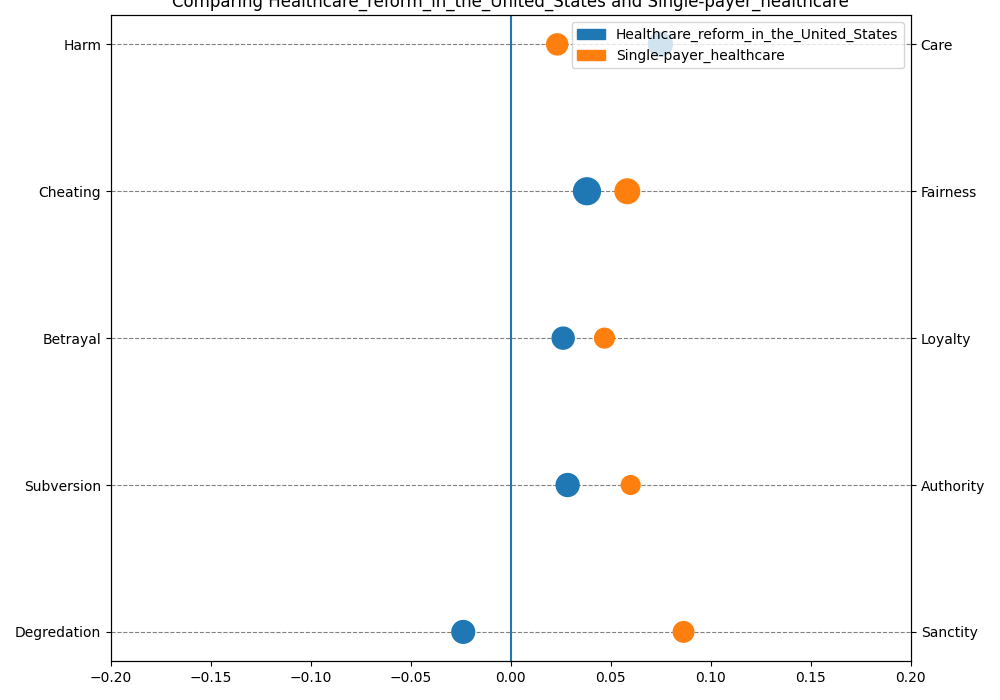 Comparing Healthcare_reform_in_the_United_States and Single-payer_healthcare
Healthcare_reform_in_the_United_States
Single-payer_healthcare
Harm
Care
Cheating
Fairness
Betrayal
Loyalty
Subversion
Authority
Degredation
Sanctity
−0.20 −0.15 −0.10 −0.05 0.00 0.05 0.10 0.15 0.20